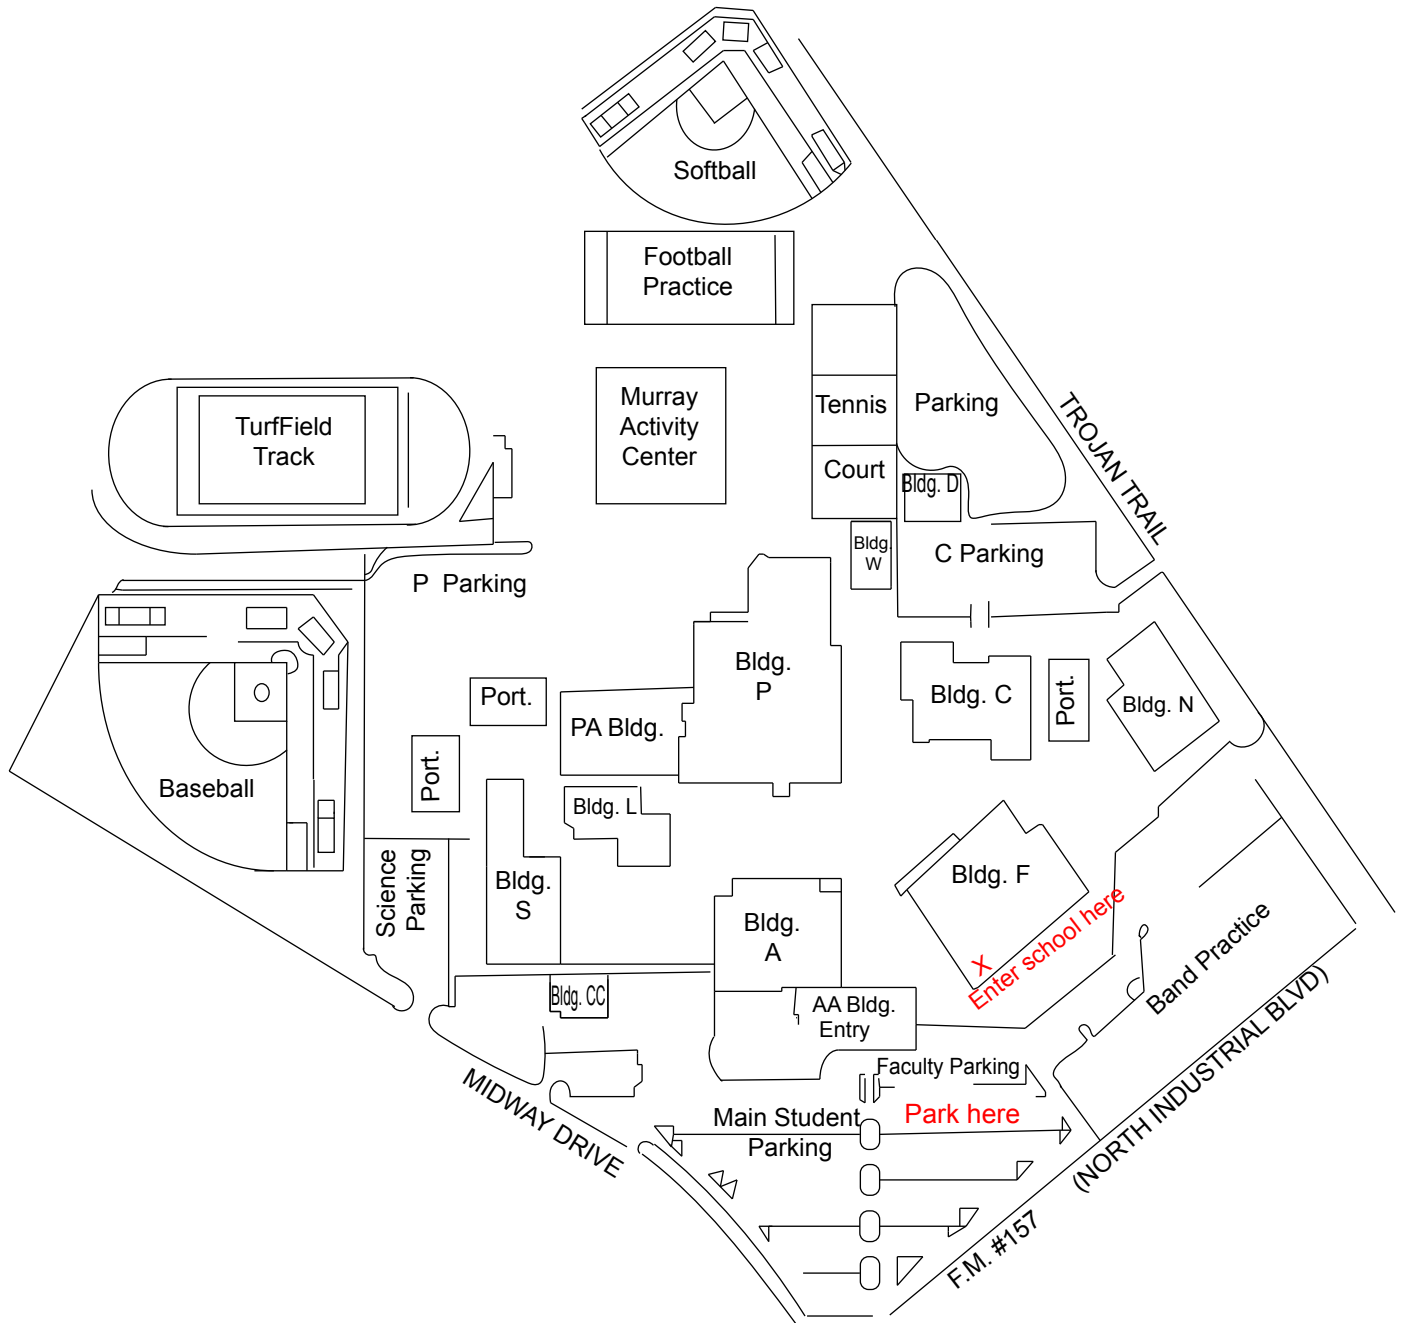 Softball
Football
Practice
Murray
Activity
Center
Tennis
Court
Parking
TROJAN TRAIL
TurfField
Track
Bldg. D
Bldg.
W
C Parking
P  Parking
Bldg.
P
Port.
PA Bldg.
Bldg. C
Port.
Bldg. N
Port.
Baseball
Bldg. L
Science
Parking
Bldg.
S
Bldg.
A
Bldg. F
X
Enter school here
Band Practice
Bldg. CC
AA Bldg.
Entry
Faculty Parking
MIDWAY DRIVE
Main Student
Parking
Park here
F.M. #157
(NORTH INDUSTRIAL BLVD)